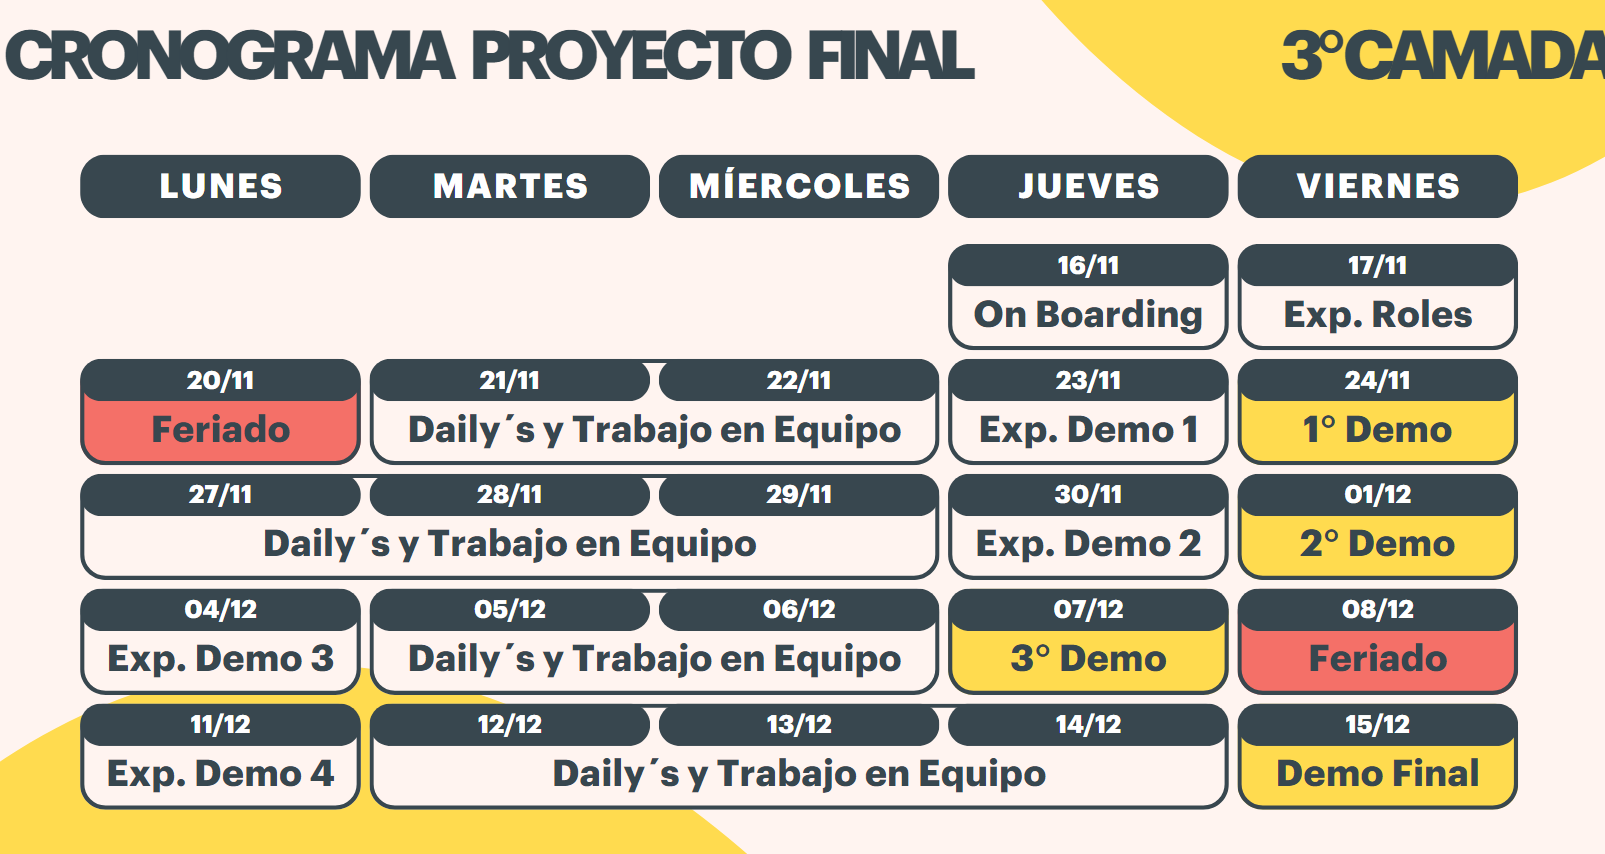 CRONOGRAMA PROYECTO FINAL
3°CAMADA
LUNES MARTES MÍERCOLES JUEVES VIERNES
16/11 17/11
On Boarding Exp. Roles
20/11 21/11 22/11 23/11 24/11
Feriado Daily´s y Trabajo en Equipo Exp. Demo 1 1° Demo
27/11 28/11 29/11 30/11 01/12
Daily´s y Trabajo en Equipo Exp. Demo 2 2° Demo
04/12 05/12 06/12 07/12 08/12
Exp. Demo 3 Daily´s y Trabajo en Equipo 3° Demo Feriado
11/12 12/12 13/12 14/12 15/12
Exp. Demo 4 Daily´s y Trabajo en Equipo Demo Final